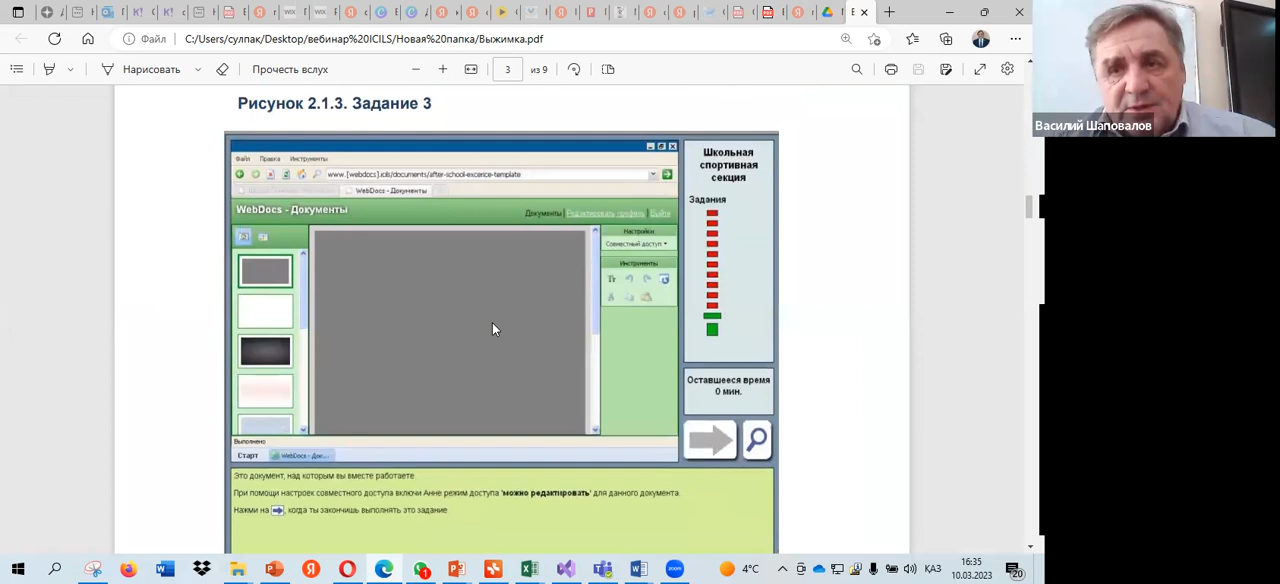 Файл
C:/Users/сулпак/Desktop/вебинар%20ICILS/Новая%20папка/Выжимка.pdf
Нарисовать
Прочесть вслух
3
из 9
Василий Шаповалов
Рисунок 2.1.3. Задание 3
Файл Правка Инструменты
www.[webdocs].icils/documents/after-school-excerice-template
WebDocs - Документы
WebDocs - Документы
Документы | Редактировать профиль | Выйти
Настройки
Совместный доступ
Инструменты
Школьная
спортивная
секция
Задания
Оставшееся время
0 мин.
Выполнено
Старт
WebDocs - Док...
Это документ, над которым вы вместе работаете.
При помощи настроек совместного доступа включи Анне режим доступа 'можно редактировать' для данного документа.
Нажми на , когда ты закончишь выполнять это задание.
4°C
ҚАЗ
16:35
10.03.2023
20